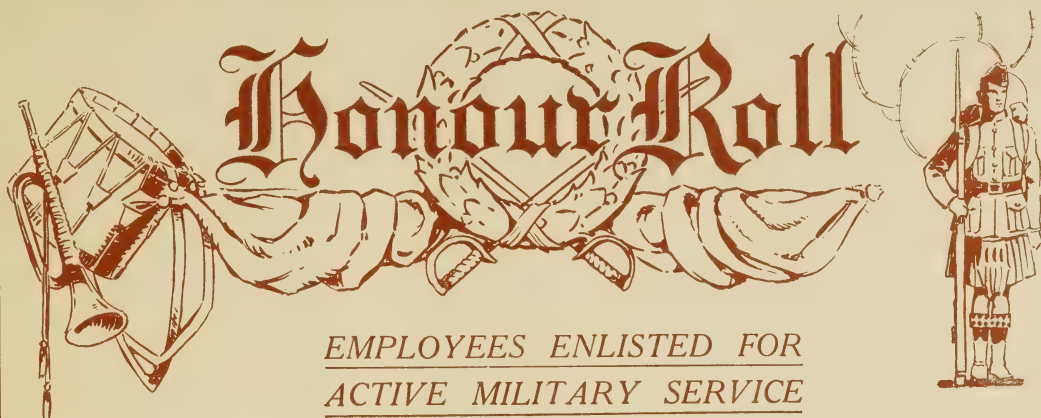 Honour Roll
EMPLOYEES ENLISTED FOR
ACTIVE MILITARY SERVICE